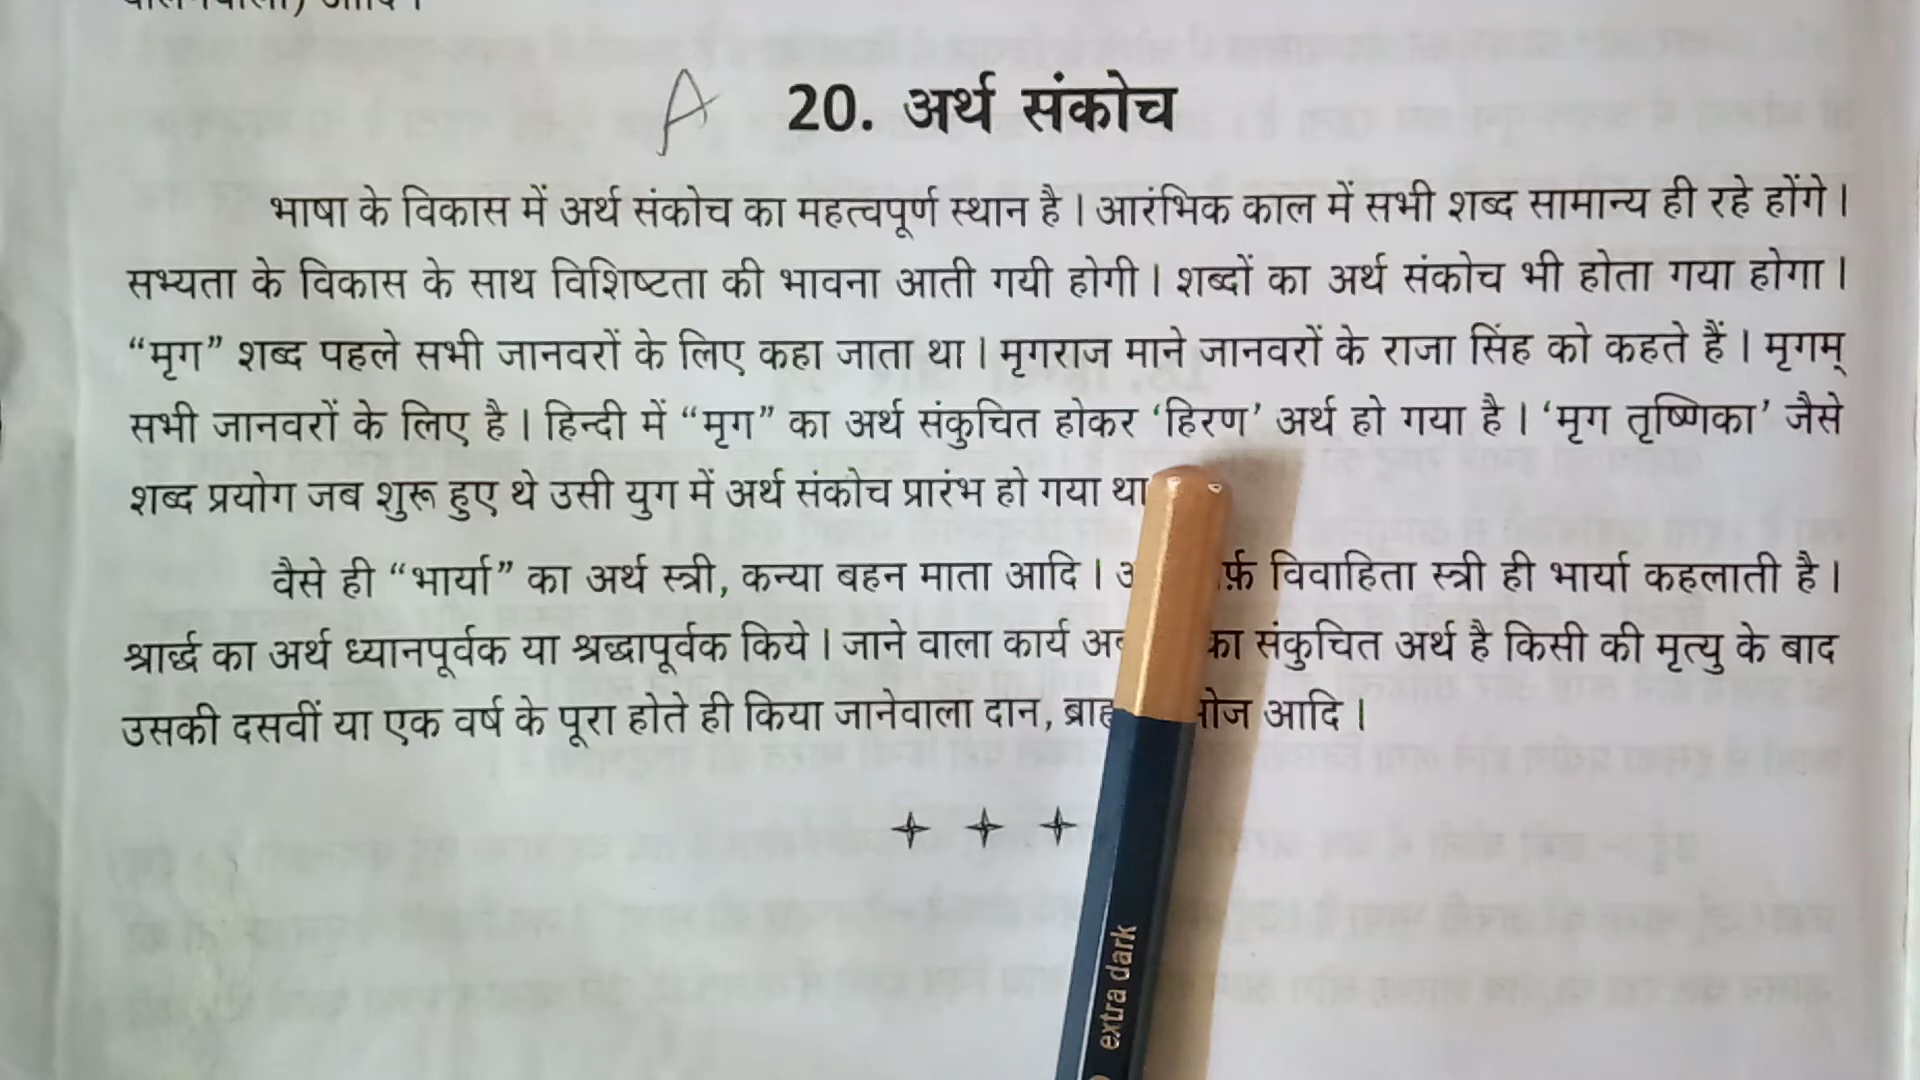 A 20. अर्थ संकोच
भाषा के विकास में अर्थ संकोच का महत्वपूर्ण स्थान है। आरंभिक काल में सभी शब्द सामान्य ही रहे होंगे।
सभ्यता के विकास के साथ विशिष्टता की भावना आती गयी होगी। शब्दों का अर्थ संकोच भी होता गया होगा।
“मृग” शब्द पहले सभी जानवरों के लिए कहा जाता था। मृगराज माने जानवरों के राजा सिंह को कहते हैं। मृगम्
सभी जानवरों के लिए है। हिन्दी में “मृग” का अर्थ संकुचित होकर ‘हिरण’ अर्थ हो गया है। ‘मृग तृष्णिका’ जैसे
शब्द प्रयोग जब शुरू हुए थे उसी युग में अर्थ संकोच प्रारंभ हो गया था
वैसे ही “भार्या” का अर्थ स्त्री, कन्या बहन माता आदि। विवाहिता स्त्री ही भार्या कहलाती है।
श्रार्द्ध का अर्थ ध्यानपूर्वक या श्रद्धापूर्वक किये। जाने वाला कार्य का संकुचित अर्थ है किसी की मृत्यु के बाद
उसकी दसवीं या एक वर्ष के पूरा होते ही किया जानेवाला दान, आदि।
extra dark